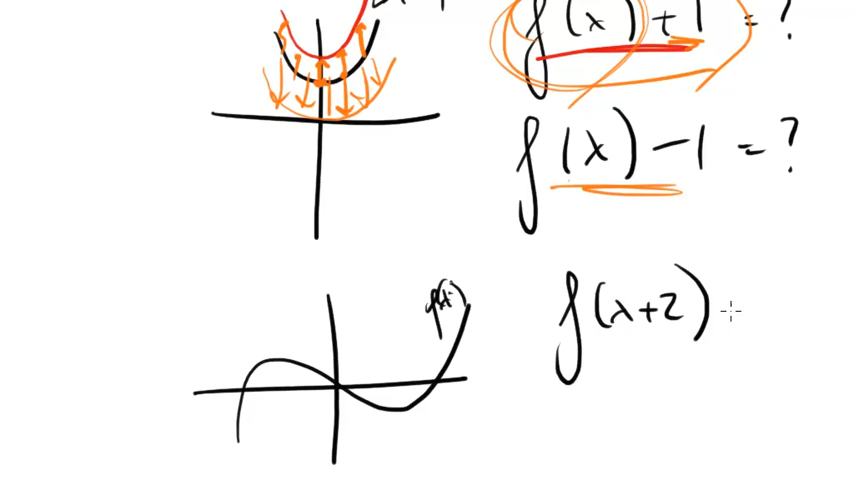 f(x) + 1 = ?
f(x) - 1 = ?
f(x)
f(x+2)